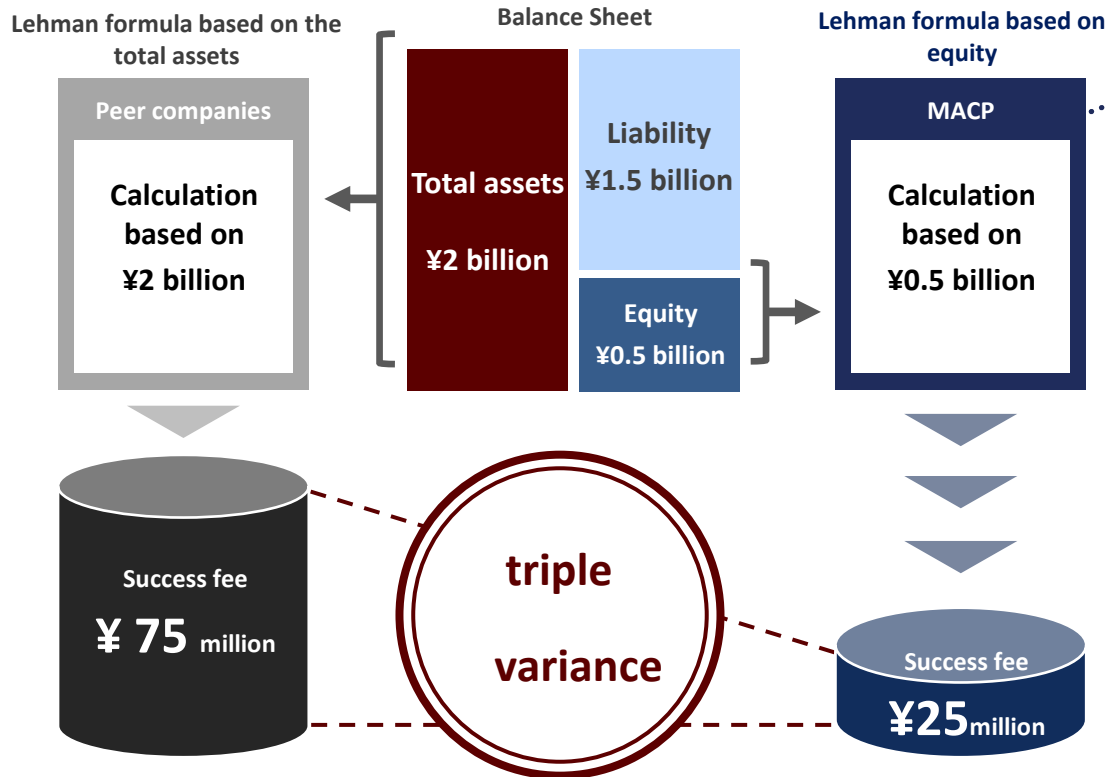 Lehman formula based on the
total assets
Peer companies
Calculation
based on
¥2 billion
Success fee
¥ 75 million
Balance Sheet
Total assets
¥2 billion
Liability
¥1.5 billion
Equity
¥0.5 billion
triple
variance
Lehman formula based on
equity
MACP
Calculation
based on
¥0.5 billion
Success fee
¥25million